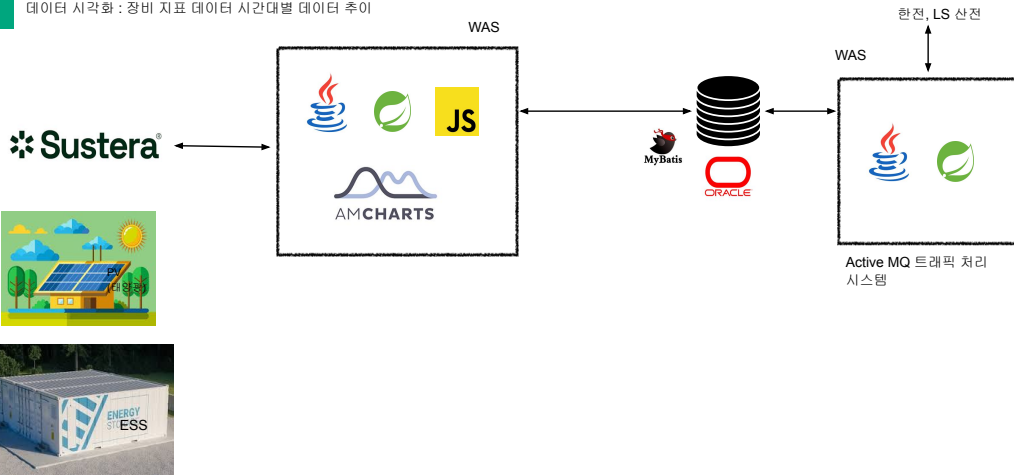 데이터 시각화 : 장비 지표 데이터 시간대별 데이터 추이
한전, LS 산전
WAS
WAS
JS
Sustera®
MyBatis
ORACLE
AMCHARTS
Active MQ 트래픽 처리
시스템
PV
(태양광)
ENERGY
ESS